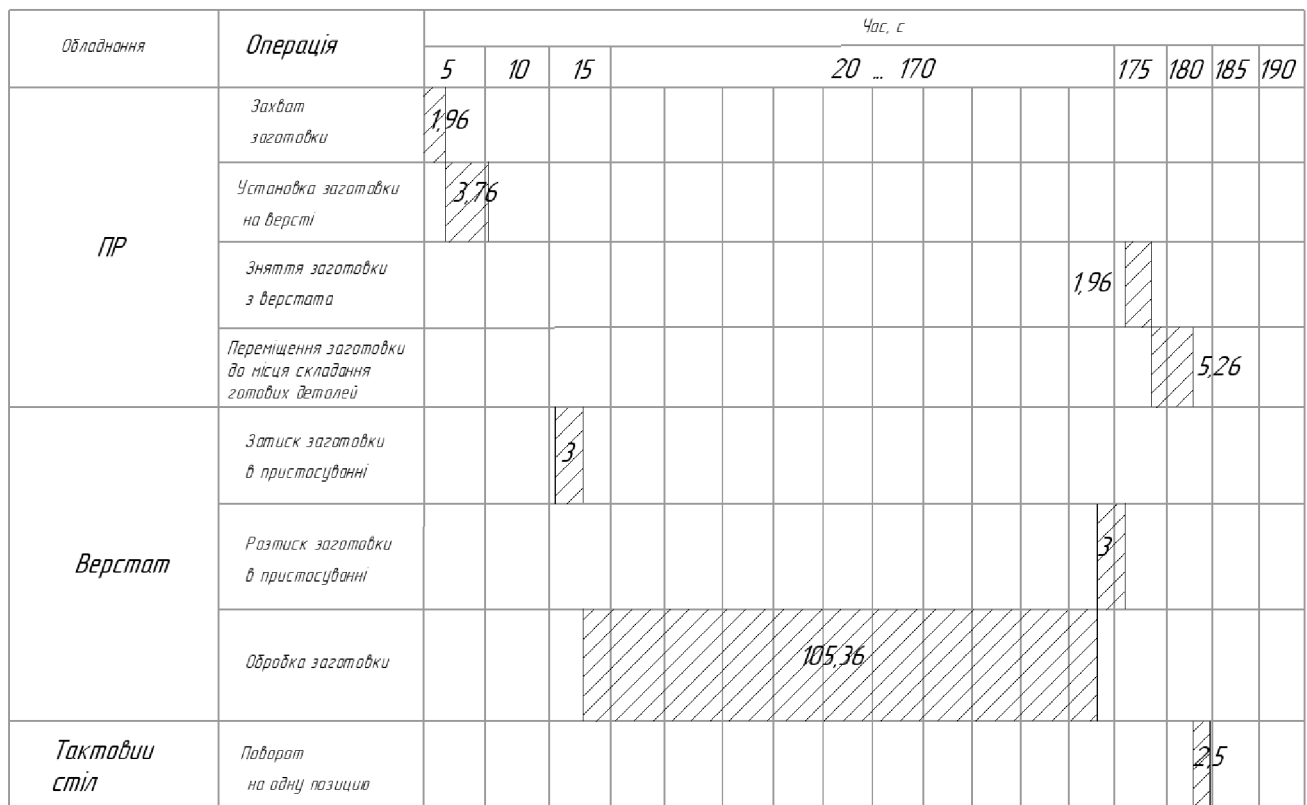 Обладнання
Операція
Час, с
5 10 15 20 ... 170 175 180 185 190
ПР
Захват
заготовки
1,96
Установка заготовки
на версті
3,76
Зняття заготовки
з верстата
1,96
Переміщення заготовки
до місця складання
готових деталей
5,26
Верстат
Затиск заготовки
в пристосуванні
3
Розтиск заготовки
в пристосуванні
3
Обробка заготовки
105,36
Тактовии
стіл
Поворот
на одну позицию
2,5